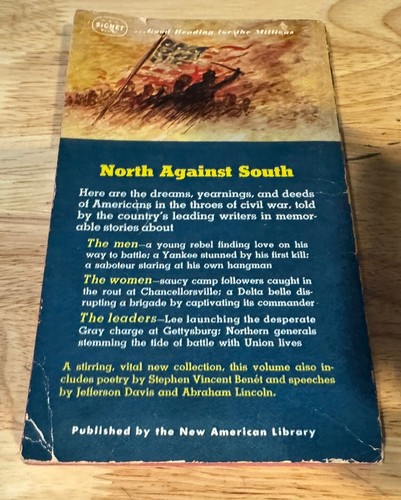 SIGNET
...Good Reading for the Millions
North Against South
Here are the dreams, yearnings, and deeds
of Americans in the throes of civil war, told
by the country's leading writers in memor-
able stories about
The men—a young rebel finding love on his
way to battle; a Yankee stunned by his first kill;
a saboteur staring at his own hangman
The women—saucy camp followers caught in
the rout at Chancellorsville; a Delta belle dis-
rupting a brigade by captivating its commander
The leaders—Lee launching the desperate
Gray charge at Gettysburg; Northern generals
stemming the tide of battle with Union lives
A stirring, vital new collection, this volume also in-
cludes poetry by Stephen Vincent Benét and speeches
by Jefferson Davis and Abraham Lincoln.
Published by the New American Library